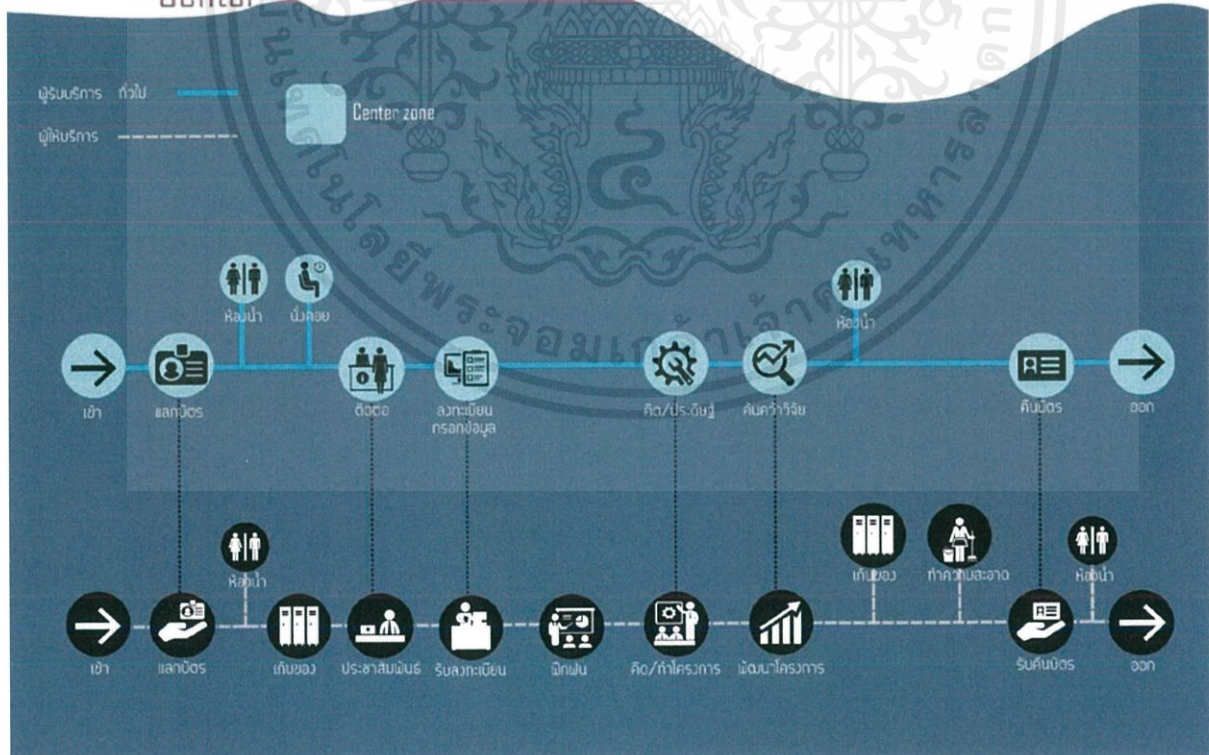 Center
ผู้รับบริการ ทั่วไป
ผู้ให้บริการ
Center zone
ห้องน้ำ
นั่งคอย
ห้องน้ำ
เข้า
แลกบัตร
ติดต่อ
ลงทะเบียน
กรอกข้อมูล
คิด/ประดิษฐ์
ค้นคว้าวิจัย
คืนบัตร
ออก
ห้องน้ำ
เก็บของ
ทำความสะอาด
ห้องน้ำ
เข้า
แลกบัตร
เก็บของ
ประชาสัมพันธ์
รับลงทะเบียน
ฝึกฝน
คิด/ทำโครงการ
พัฒนาโครงการ
รับคืนบัตร
ออก